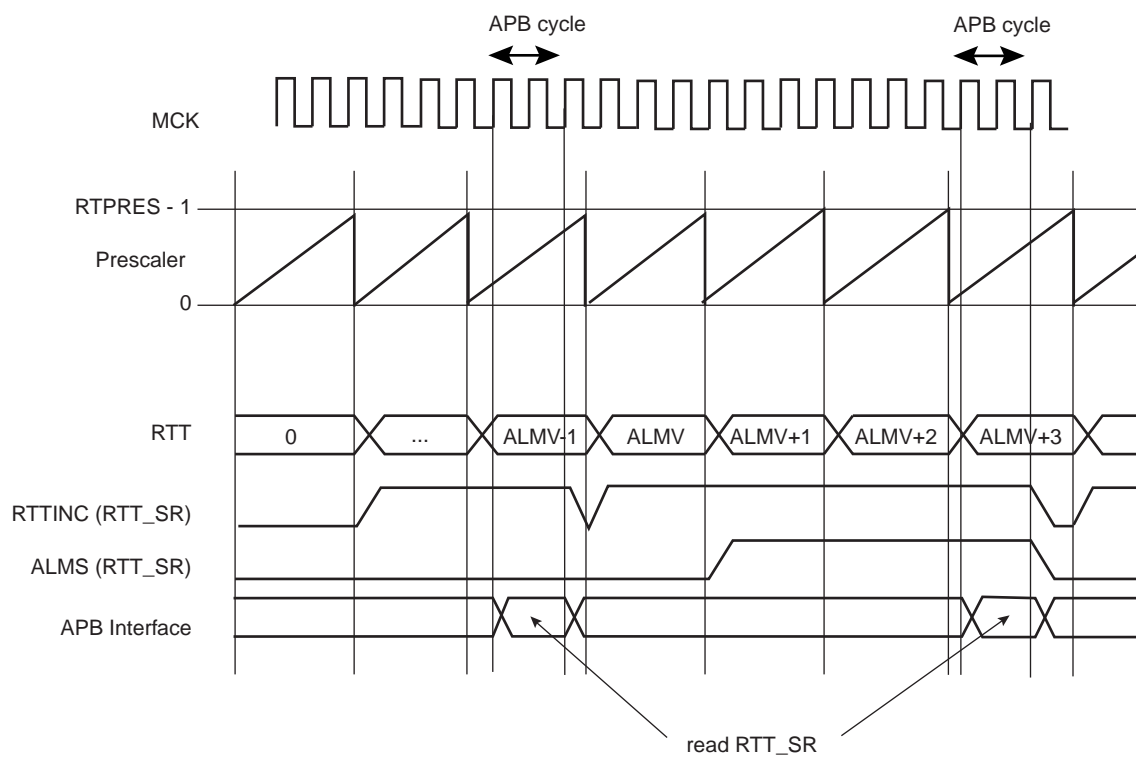 APB cycle
APB cycle
MCK
RTPRES - 1
Prescaler
0
RTT
0
...
ALMV-1
ALMV
ALMV+1
ALMV+2
ALMV+3
RTTINC (RTT_SR)
ALMS (RTT_SR)
APB Interface
read RTT_SR